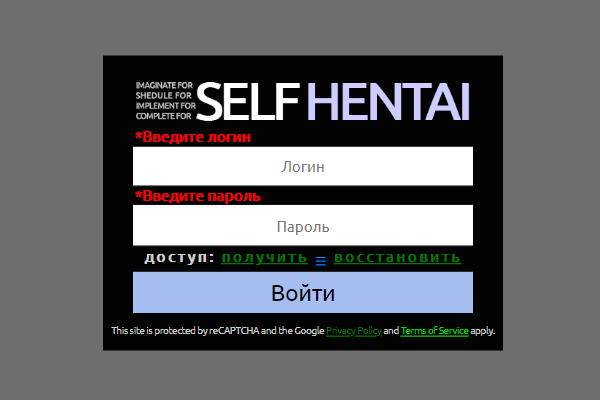 IMAGINATE FOR
SHEDULE FOR
IMPLEMENT FOR
COMPLETE FOR
SELF HENTAI
*Введите логин
Логин
*Введите пароль
Пароль
доступ: получить = восстановить
Войти
This site is protected by reCAPTCHA and the Google Privacy Policy and Terms of Service apply.